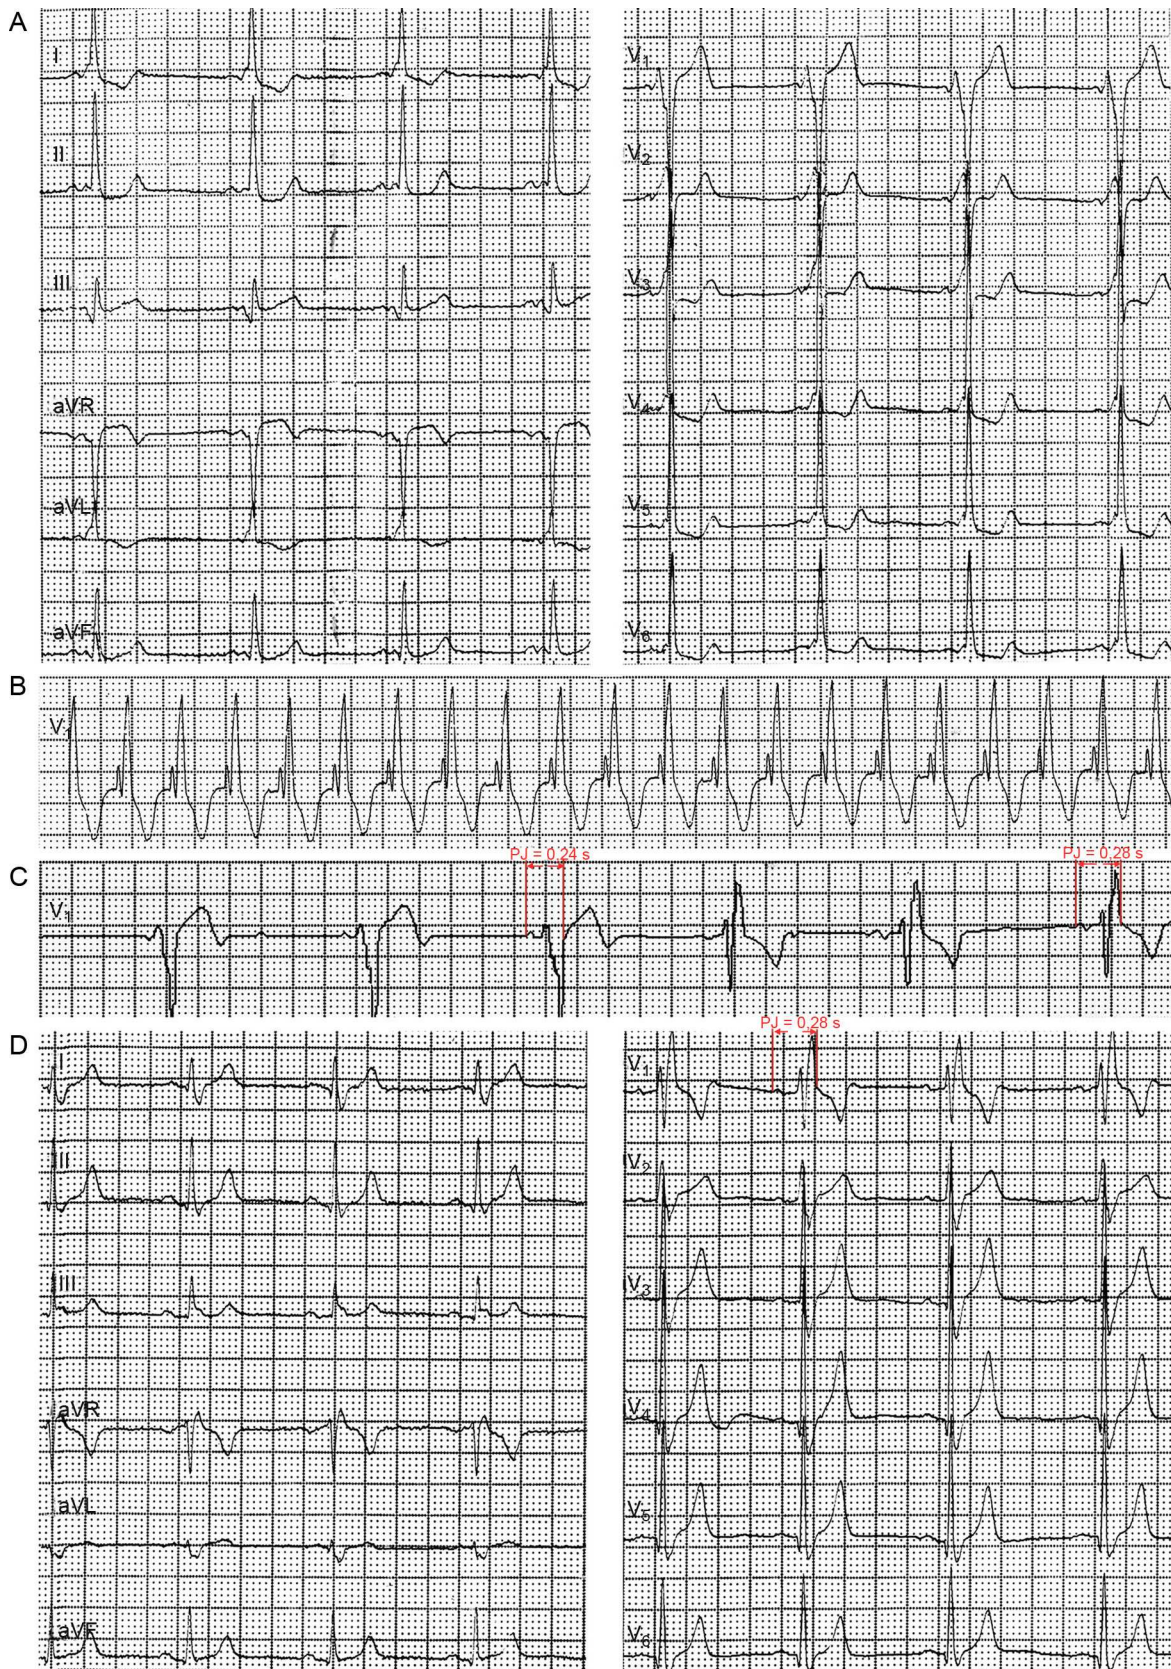 A
I
II
III
aVR
aVL
aVF
V1
V2
V3
V4
V5
V6
B
V1
C
V1
PJ = 0.24 s
PJ = 0.28 s
D
I
II
III
aVR
aVL
aVF
PJ = 0.28 s
V1
V2
V3
V4
V5
V6